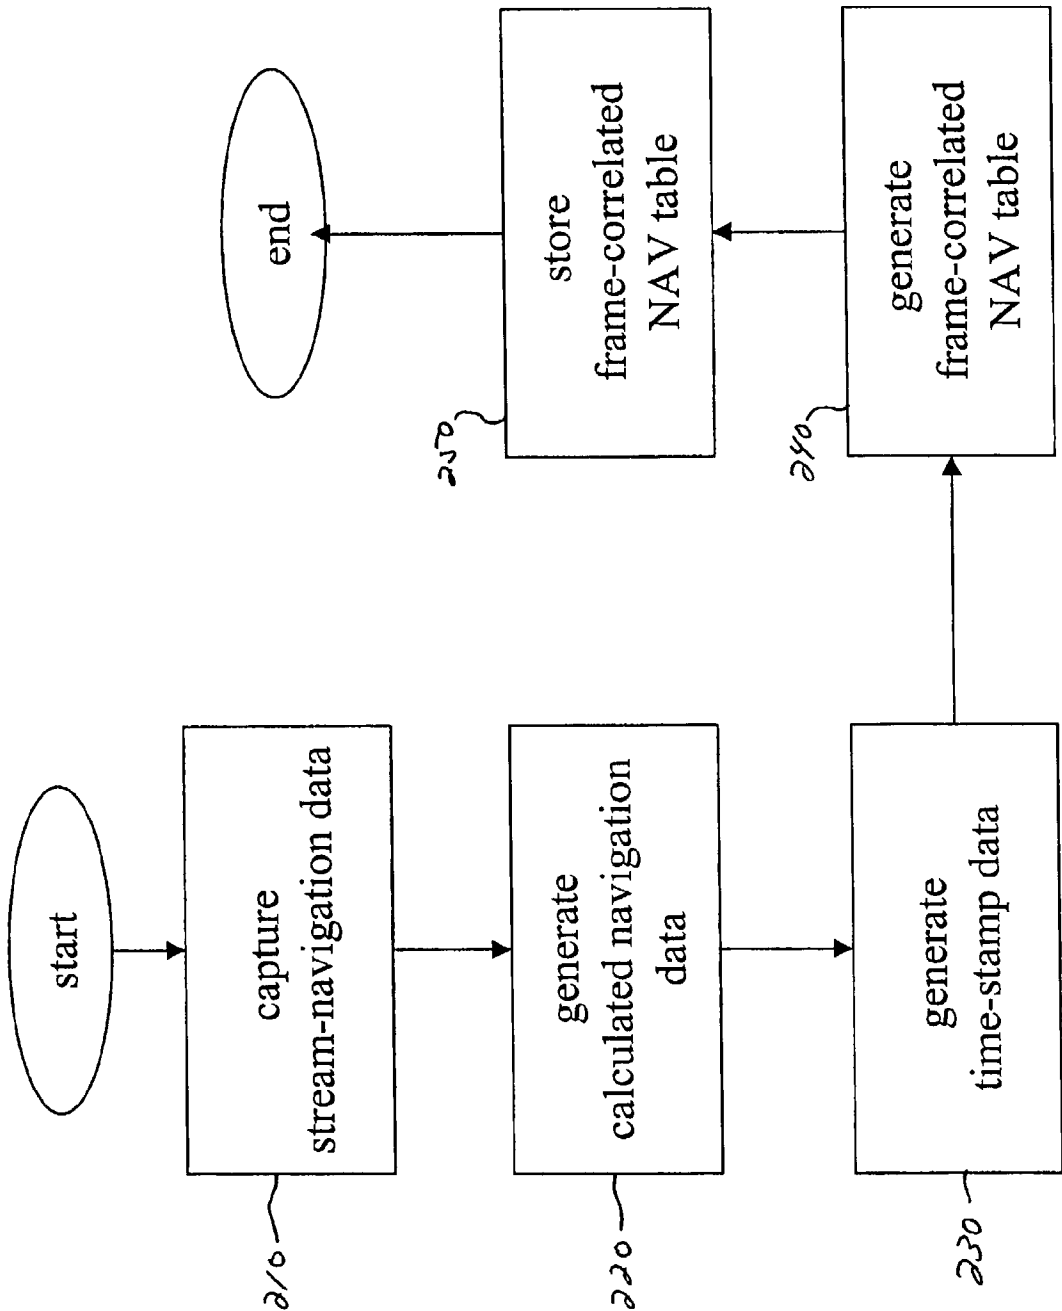 start
210
capture
stream-navigation data
220
generate
calculated navigation
data
230
generate
time-stamp data
240
generate
frame-correlated
NAV table
250
store
frame-correlated
NAV table
end